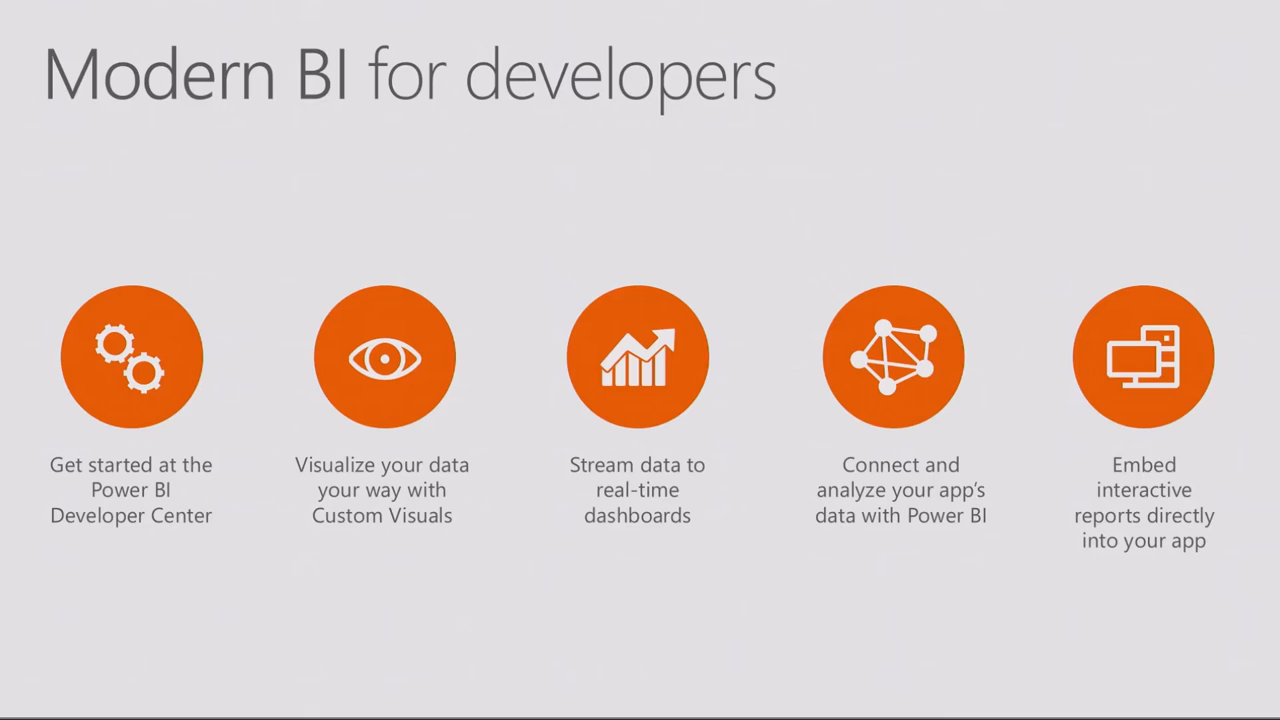 Modern BI for developers
Get started at the
Power BI
Developer Center
Visualize your data
your way with
Custom Visuals
Stream data to
real-time
dashboards
Connect and
analyze your app’s
data with Power BI
Embed
interactive
reports directly
into your app